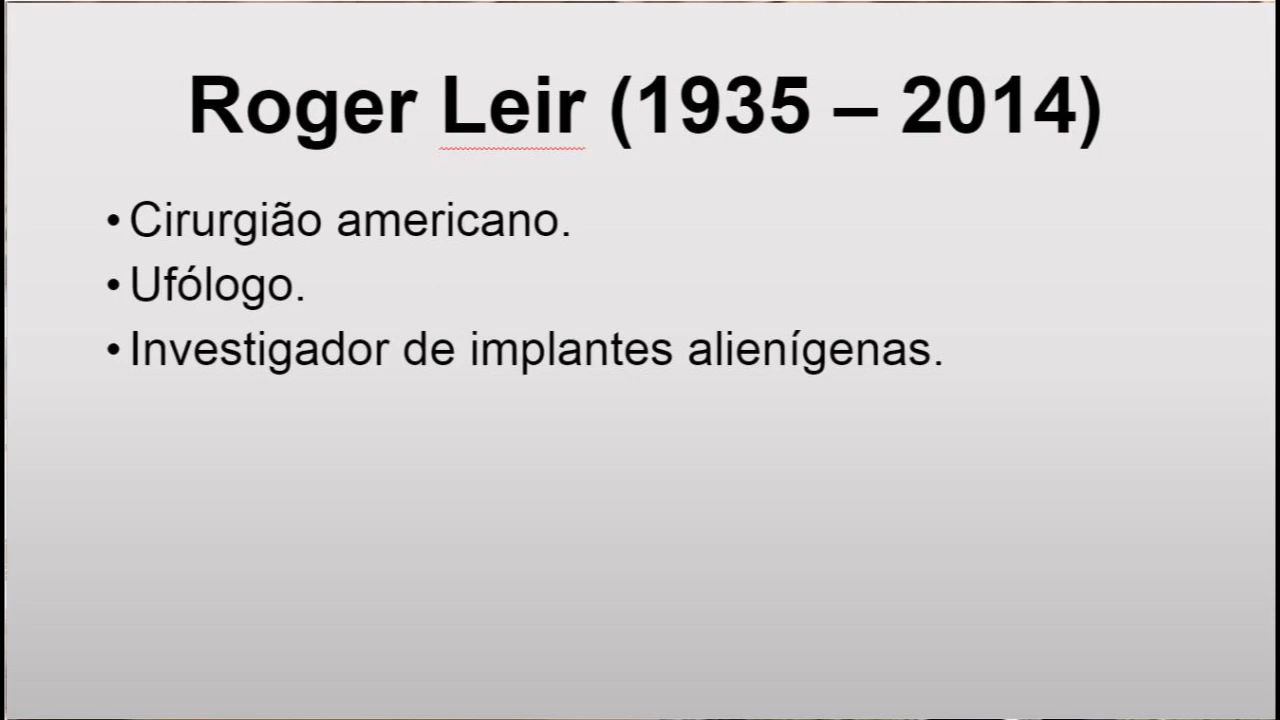 Roger Leir (1935 – 2014)
• Cirurgião americano.
• Ufólogo.
• Investigador de implantes alienígenas.